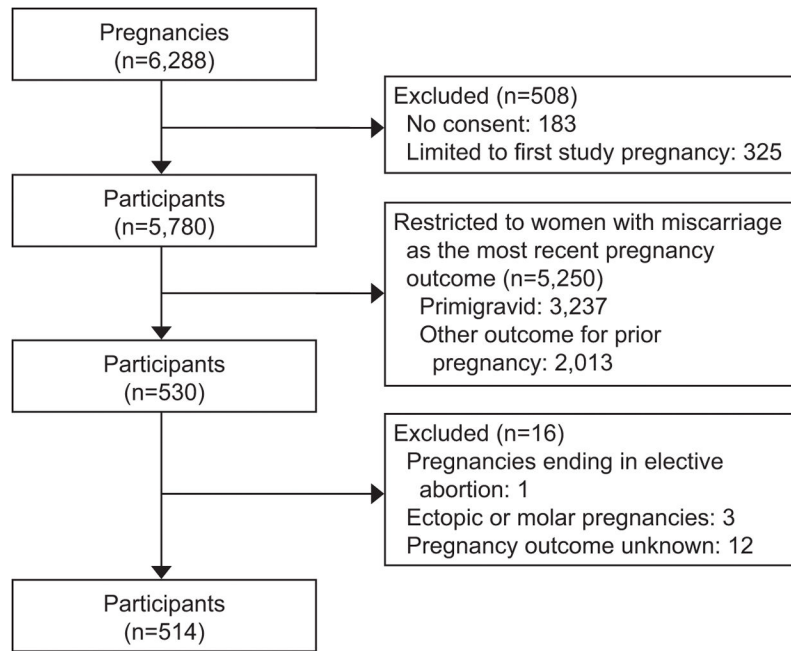 Pregnancies
(n=6,288)
Excluded (n=508)
No consent: 183
Limited to first study pregnancy: 325
Participants
(n=5,780)
Restricted to women with miscarriage
as the most recent pregnancy
outcome (n=5,250)
Primigravid: 3,237
Other outcome for prior
pregnancy: 2,013
Participants
(n=530)
Excluded (n=16)
Pregnancies ending in elective
abortion: 1
Ectopic or molar pregnancies: 3
Pregnancy outcome unknown: 12
Participants
(n=514)